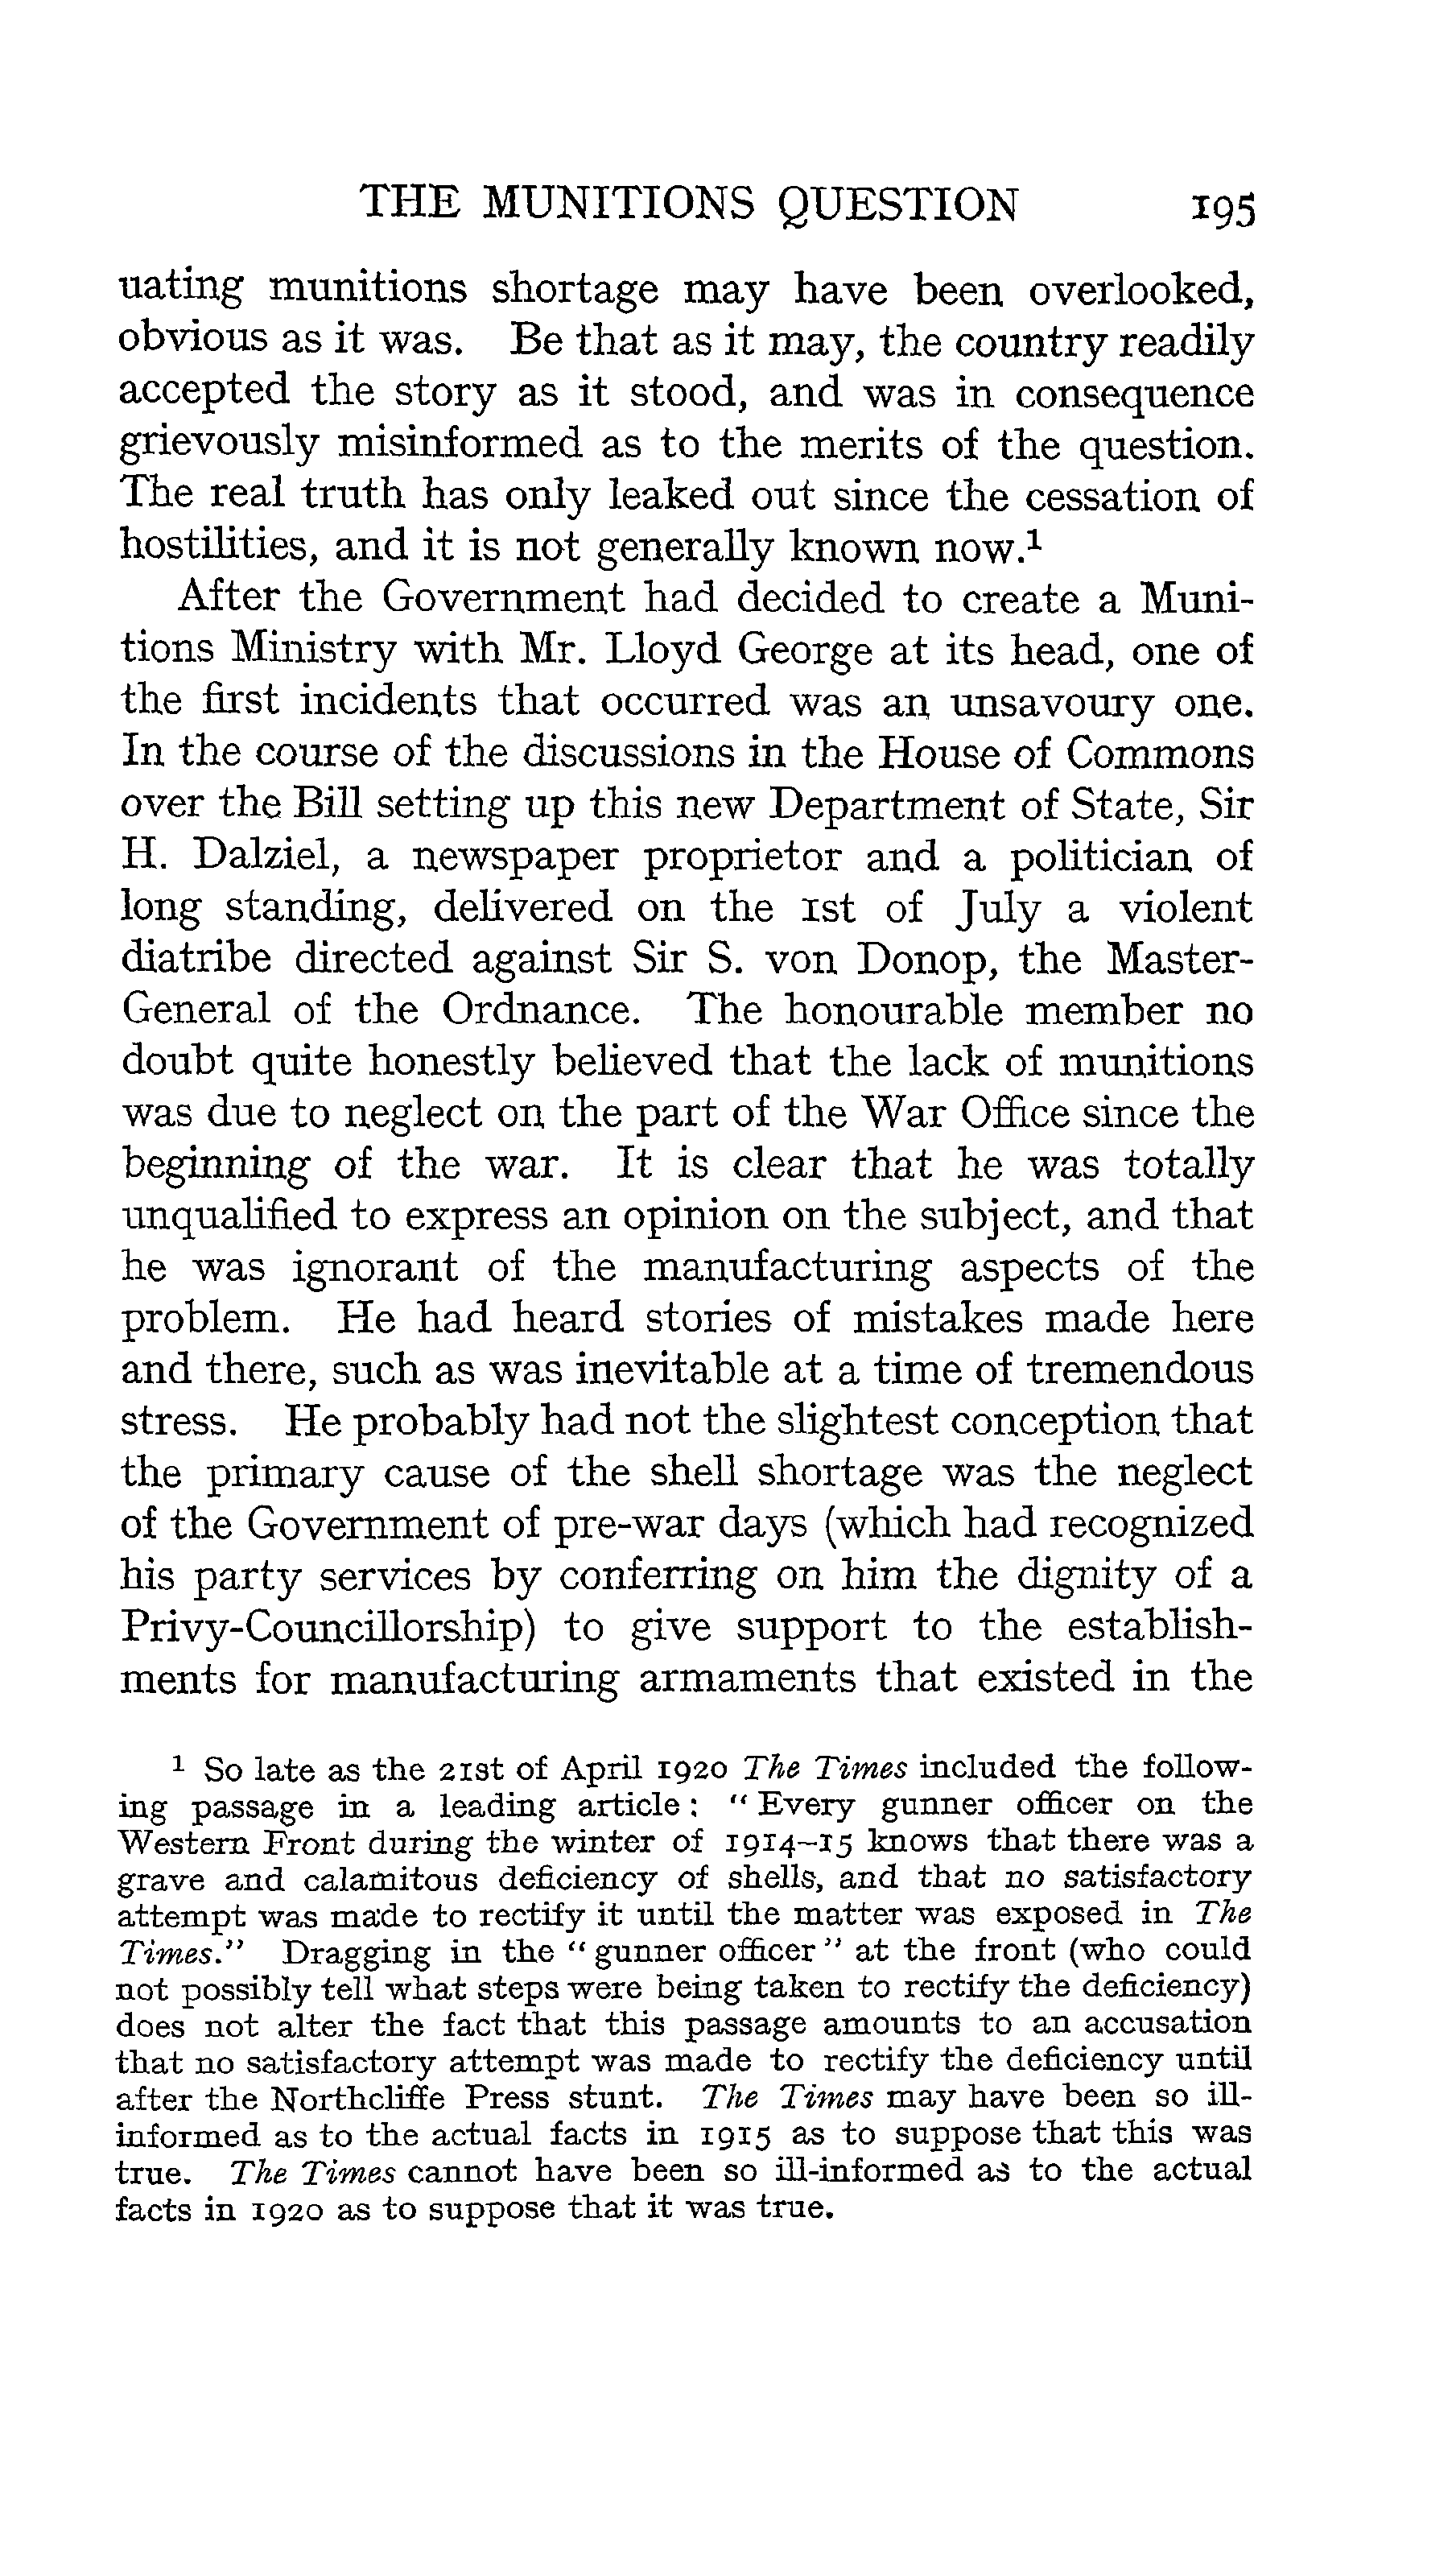 THE MUNITIONS QUESTION 195
uating munitions shortage may have been overlooked,
obvious as it was. Be that as it may, the country readily
accepted the story as it stood, and was in consequence
grievously misinformed as to the merits of the question.
The real truth has only leaked out since the cessation of
hostilities, and it is not generally known now.¹
After the Government had decided to create a Muni-
tions Ministry with Mr. Lloyd George at its head, one of
the first incidents that occurred was an unsavoury one.
In the course of the discussions in the House of Commons
over the Bill setting up this new Department of State, Sir
H. Dalziel, a newspaper proprietor and a politician of
long standing, delivered on the 1st of July a violent
diatribe directed against Sir S. von Donop, the Master-
General of the Ordnance. The honourable member no
doubt quite honestly believed that the lack of munitions
was due to neglect on the part of the War Office since the
beginning of the war. It is clear that he was totally
unqualified to express an opinion on the subject, and that
he was ignorant of the manufacturing aspects of the
problem. He had heard stories of mistakes made here
and there, such as was inevitable at a time of tremendous
stress. He probably had not the slightest conception that
the primary cause of the shell shortage was the neglect
of the Government of pre-war days (which had recognized
his party services by conferring on him the dignity of a
Privy-Councillorship) to give support to the establish-
ments for manufacturing armaments that existed in the
¹ So late as the 21st of April 1920 The Times included the follow-
ing passage in a leading article: "Every gunner officer on the
Western Front during the winter of 1914–15 knows that there was a
grave and calamitous deficiency of shells, and that no satisfactory
attempt was made to rectify it until the matter was exposed in The
Times." Dragging in the "gunner officer" at the front (who could
not possibly tell what steps were being taken to rectify the deficiency)
does not alter the fact that this passage amounts to an accusation
that no satisfactory attempt was made to rectify the deficiency until
after the Northcliffe Press stunt. The Times may have been so ill-
informed as to the actual facts in 1915 as to suppose that this was
true. The Times cannot have been so ill-informed as to the actual
facts in 1920 as to suppose that it was true.